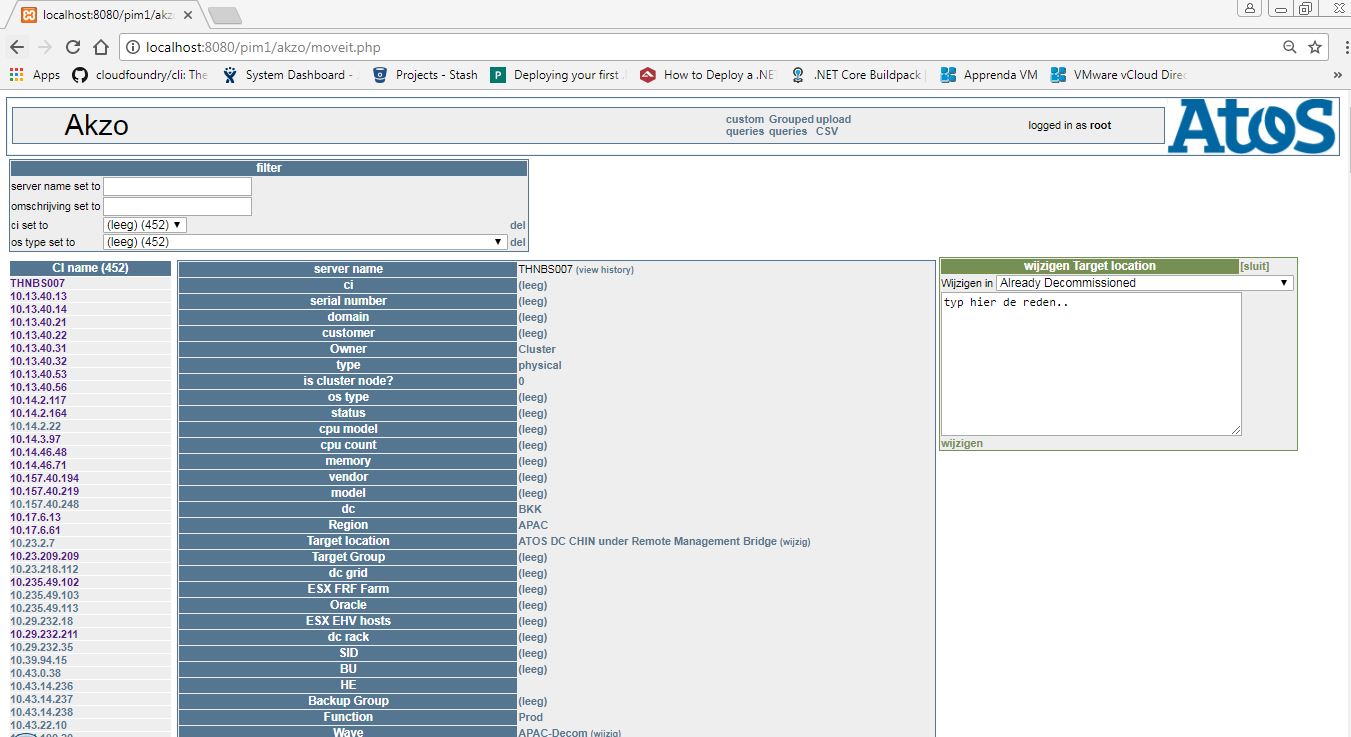 localhost:8080/pim1/akz
localhost:8080/pim1/akzo/moveit.php
Apps cloudfoundry/cli: The System Dashboard - Projects - Stash Deploying your first How to Deploy a .NE .NET Core Buildpack Apprenda VM VMware vCloud Direc »
Akzo
custom Grouped upload
queries queries CSV
logged in as root
AtoS
filter
server name set to
omschrijving set to
ci set to (leeg) (452) del
os type set to (leeg) (452) del
CI name (452)
THNBS007
10.13.40.13
10.13.40.14
10.13.40.21
10.13.40.22
10.13.40.31
10.13.40.32
10.13.40.53
10.13.40.56
10.14.2.117
10.14.2.164
10.14.2.22
10.14.3.97
10.14.46.48
10.14.46.71
10.157.40.194
10.157.40.219
10.157.40.248
10.17.6.13
10.17.6.61
10.23.2.7
10.23.209.209
10.23.218.112
10.235.49.102
10.235.49.103
10.235.49.113
10.29.232.18
10.29.232.211
10.29.232.35
10.39.94.15
10.43.0.38
10.43.14.236
10.43.14.237
10.43.14.238
10.43.22.10
server name THNBS007 (view history)
ci (leeg)
serial number (leeg)
domain (leeg)
customer (leeg)
Owner Cluster
type physical
is cluster node? 0
os type (leeg)
status (leeg)
cpu model (leeg)
cpu count (leeg)
memory (leeg)
vendor (leeg)
model (leeg)
dc BKK
Region APAC
Target location ATOS DC CHIN under Remote Management Bridge (wijzig)
Target Group (leeg)
dc grid (leeg)
ESX FRF Farm (leeg)
Oracle (leeg)
ESX EHV hosts (leeg)
dc rack (leeg)
SID (leeg)
BU (leeg)
HE
Backup Group (leeg)
Function Prod
Wave APAC-Decom (wijzig)
wijzigen Target location [sluit]
Wijzigen in Already Decommissioned
typ hier de reden..
wijzigen